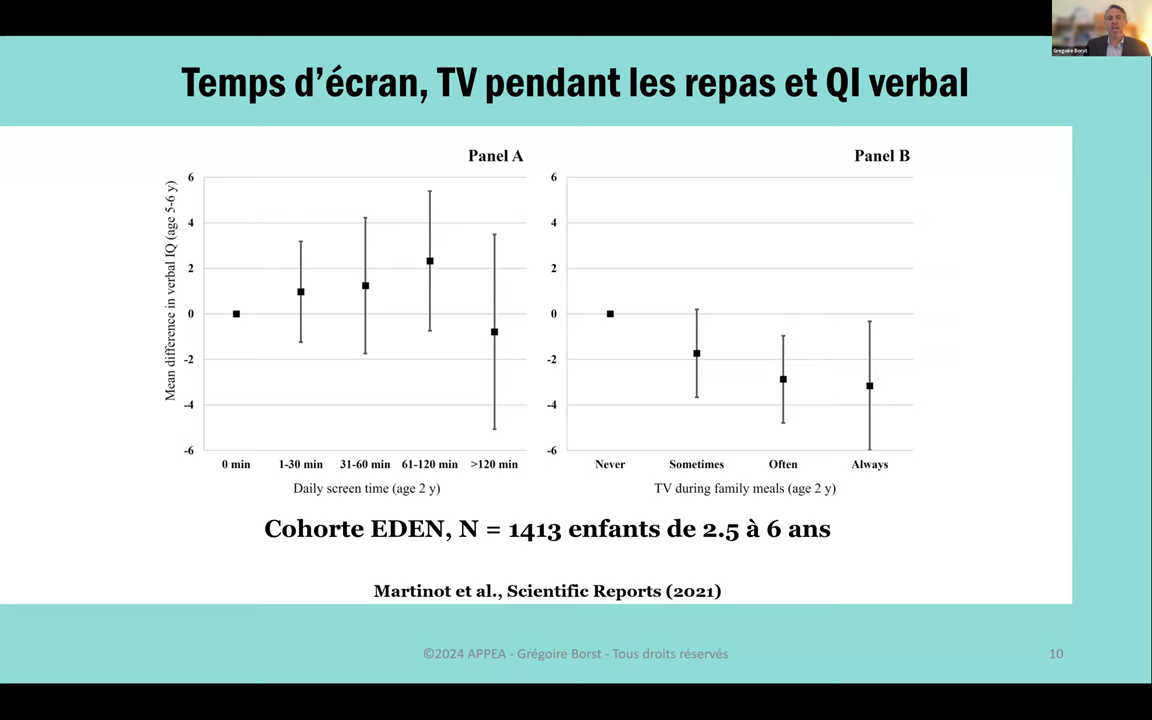 Grégoire Borst
Temps d'écran, TV pendant les repas et QI verbal
Panel A
Mean difference in verbal IQ (age 5-6 y)
6
4
2
0
-2
-4
-6
0 min 1-30 min 31-60 min 61-120 min >120 min
Daily screen time (age 2 y)
Panel B
6
4
2
0
-2
-4
-6
Never Sometimes Often Always
TV during family meals (age 2 y)
Cohorte EDEN, N = 1413 enfants de 2.5 à 6 ans
Martinot et al., Scientific Reports (2021)
©2024 APPEA - Grégoire Borst - Tous droits réservés
10